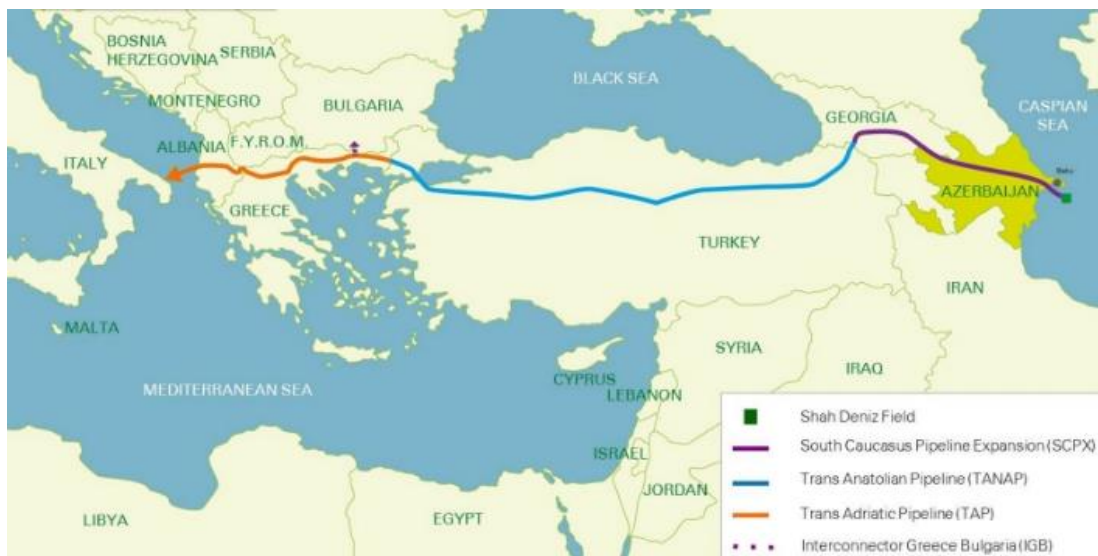 BOSNIA
HERZEGOVINA
SERBIA
BLACK SEA
CASPIAN
SEA
MONTENEGRO
BULGARIA
GEORGIA
ALBANIA
F.Y.R.O.M.
ITALY
Baku
AZERBAIJAN
GREECE
TURKEY
IRAN
MALTA
SYRIA
IRAQ
MEDITERRANEAN SEA
CYPRUS
LEBANON
ISRAEL
JORDAN
LIBYA
EGYPT
Shah Deniz Field
South Caucasus Pipeline Expansion (SCPX)
Trans Anatolian Pipeline (TANAP)
Trans Adriatic Pipeline (TAP)
Interconnector Greece Bulgaria (IGB)